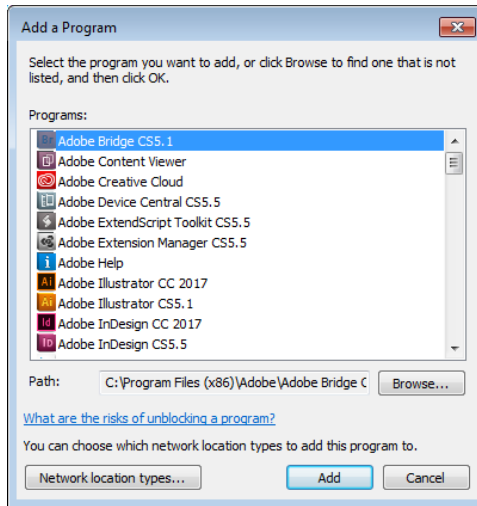 Add a Program
Select the program you want to add, or click Browse to find one that is not
listed, and then click OK.
Programs:
Br Adobe Bridge CS5.1
Adobe Content Viewer
Adobe Creative Cloud
Adobe Device Central CS5.5
Adobe ExtendScript Toolkit CS5.5
Adobe Extension Manager CS5.5
i Adobe Help
Ai Adobe Illustrator CC 2017
Ai Adobe Illustrator CS5.1
Id Adobe InDesign CC 2017
ID Adobe InDesign CS5.5
Path: C:\Program Files (x86)\Adobe\Adobe Bridge C Browse...
What are the risks of unblocking a program?
You can choose which network location types to add this program to.
Network location types... Add Cancel